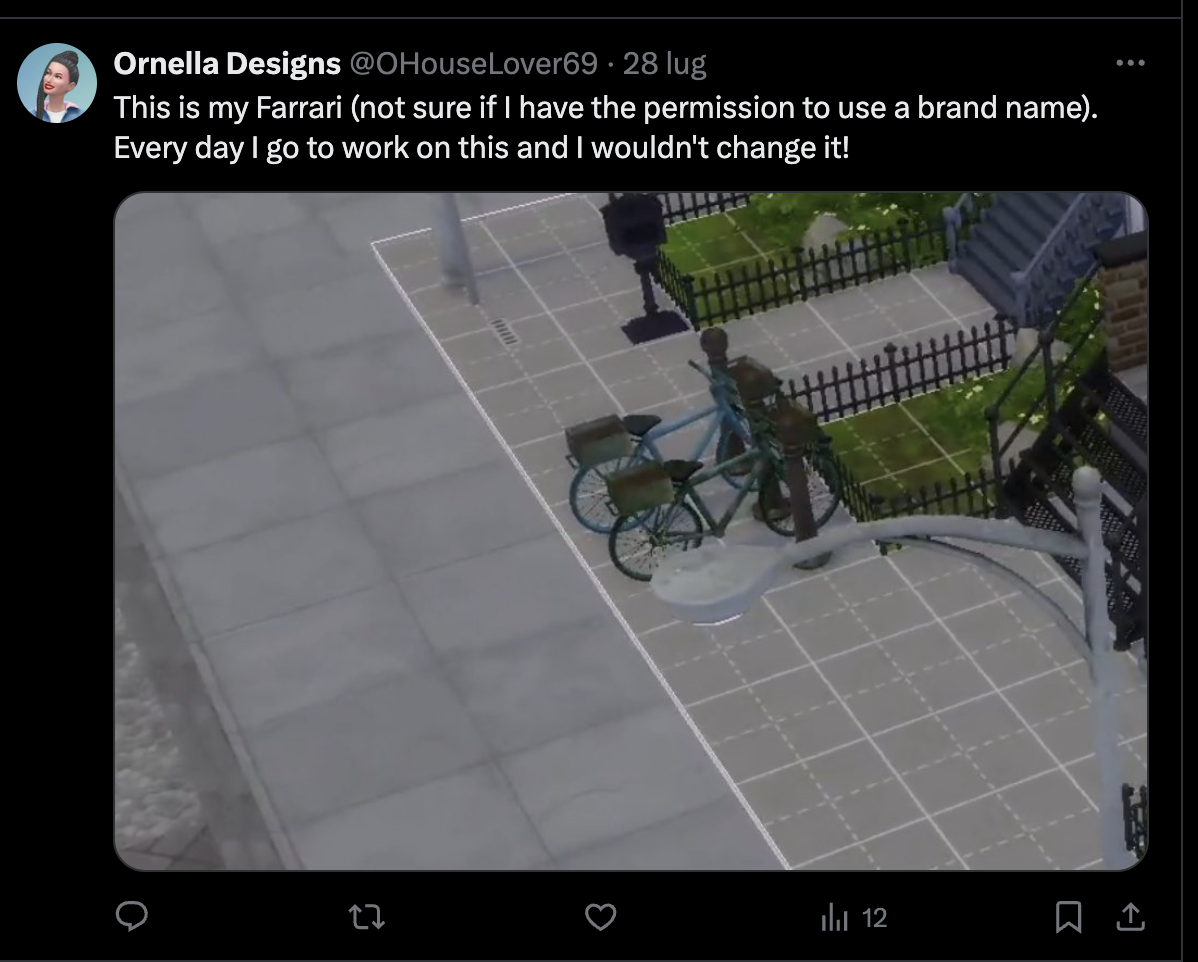 Ornella Designs @OHouseLover69 · 28 lug
This is my Farrari (not sure if I have the permission to use a brand name).
Every day I go to work on this and I wouldn't change it!
12